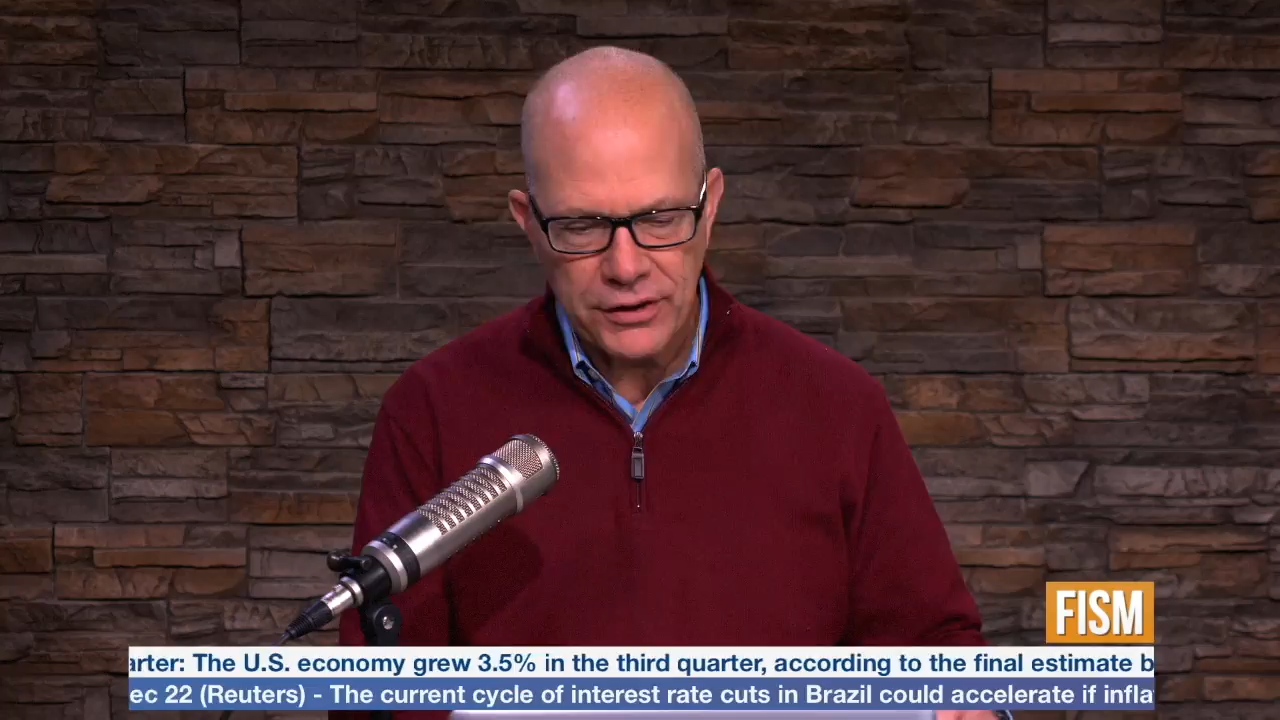 FISM
arter: The U.S. economy grew 3.5% in the third quarter, according to the final estimate b
ec 22 (Reuters) - The current cycle of interest rate cuts in Brazil could accelerate if infla